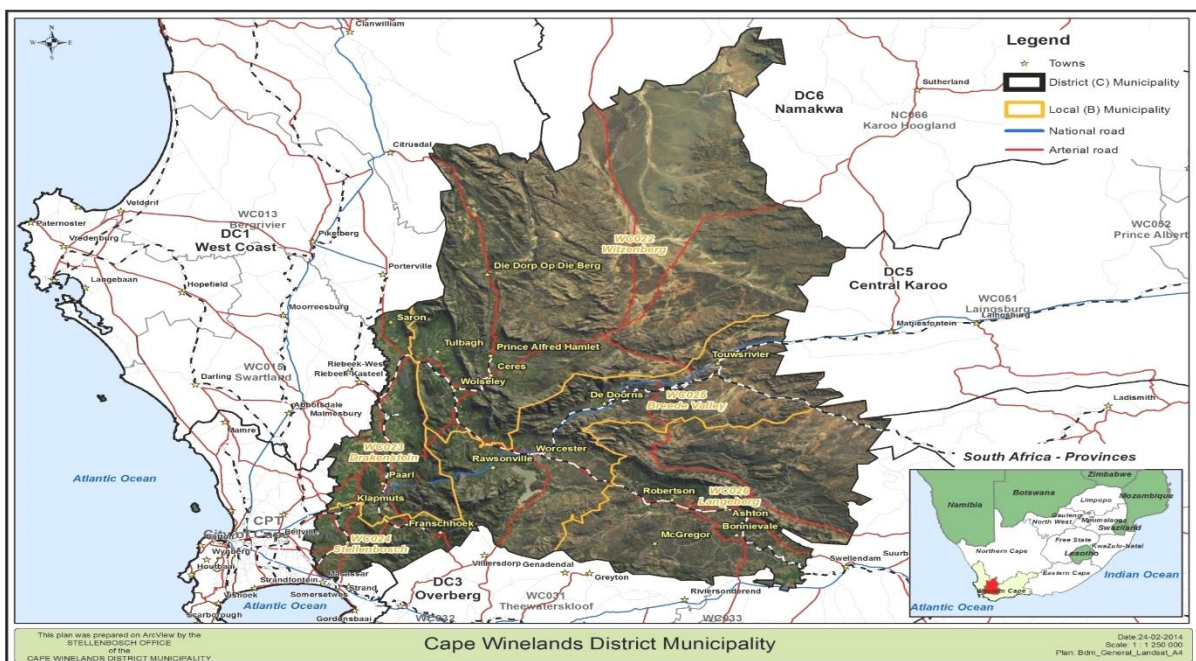 N
W E
S
Legend
Towns
District (C) Municipality
Local (B) Municipality
National road
Arterial road
Clanwilliam
Sutherland
DC6
Namakwa
NC066
Karoo Hoogland
Citrusdal
Velddrif
Paternoster
Vredenburg
WC013
Bergrivier
DC1
West Coast
Piketberg
WC022
Witzenberg
WC052
Prince Albert
Langebaan
Hopefield
Porterville
Die Dorp Op Die Berg
DC5
Central Karoo
WC051
Laingsburg
Laingsburg
Moorreesburg
Matjiesfontein
Saron
Tulbagh
Prince Alfred Hamlet
Ceres
Touwsrivier
Riebeek-West
Riebeek-Kasteel
WC015
Swartland
Darling
Wolseley
De Doorns
WC025
Breede Valley
Abbotsdale
Malmesbury
Ladismith
Mamre
WC023
Drakenstein
Worcester
Rawsonville
Paarl
Klapmuts
Robertson
WC026
Langeberg
Ashton
Bonnievale
McGregor
Franschhoek
WC024
Stellenbosch
Atlantic Ocean
CPT
Bellville
Wynberg
Houtbaai
Strandfontein
Macassar
Strand
Somersetwes
Gordonsbaai
Scarborough
Atlantic Ocean
Villiersdorp
Genadendal
Greyton
DC3
Overberg
WC031
Theewaterskloof
WC032
WC033
Riviersonderend
Swellendam
Suurb
South Africa - Provinces
Namibia
Botswana
Zimbabwe
Mozambique
Limpopo
Gauteng
North West
Mpumalanga
Swaziland
Free State
KwaZulu-Natal
Lesotho
Northern Cape
Eastern Cape
Western Cape
Indian Ocean
Atlantic Ocean
This plan was prepared on ArcView by the
STELLENBOSCH OFFICE
of the
CAPE WINELANDS DISTRICT MUNICIPALITY
Cape Winelands District Municipality
Date:24-02-2014
Scale: 1 : 1 250 000
Plan: Bdm_General_Landsat_A4